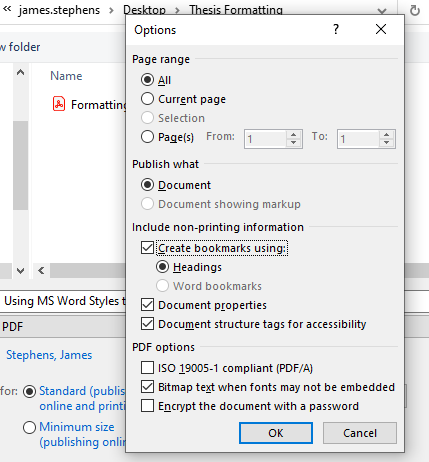 « james.stephens > Desktop > Thesis Formatting
Options
Page range
All
Current page
Selection
Page(s) From: 1 To: 1
Publish what
Document
Document showing markup
Include non-printing information
Create bookmarks using:
Headings
Word bookmarks
Document properties
Document structure tags for accessibility
PDF options
ISO 19005-1 compliant (PDF/A)
Bitmap text when fonts may not be embedded
Encrypt the document with a password
OK Cancel
w folder
Name
Formatting
Using MS Word Styles t
PDF
Stephens, James
for: Standard (publis
online and printi
Minimum size
(publishing onlin